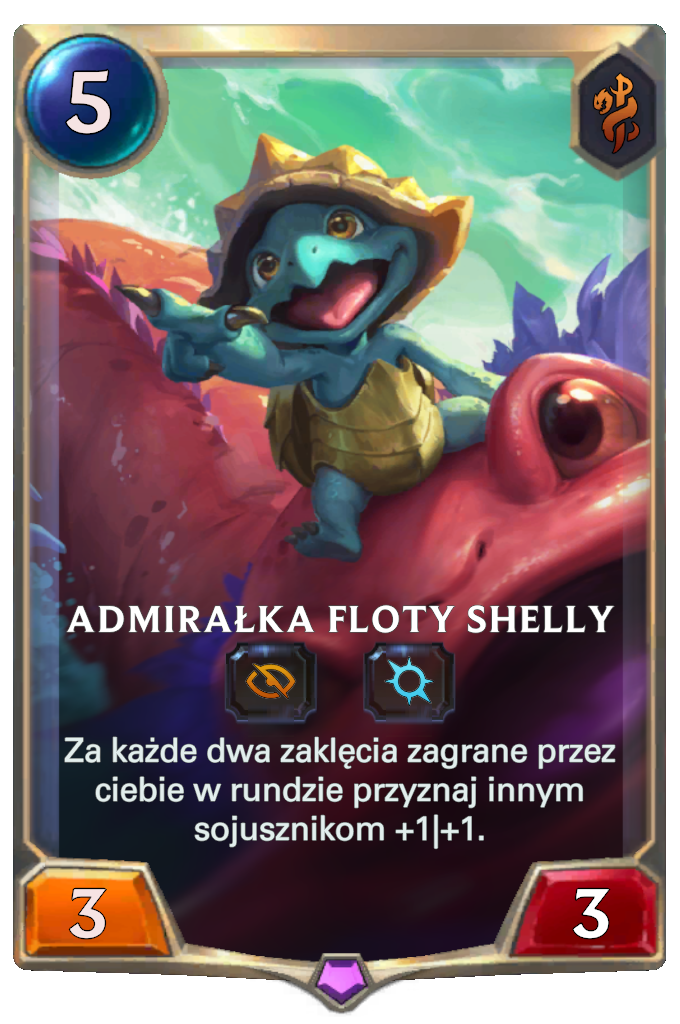 5
ADMIRAŁKA FLOTY SHELLY
Za każde dwa zaklęcia zagrane przez
ciebie w rundzie przyznaj innym
sojusznikom +1|+1.
3
3